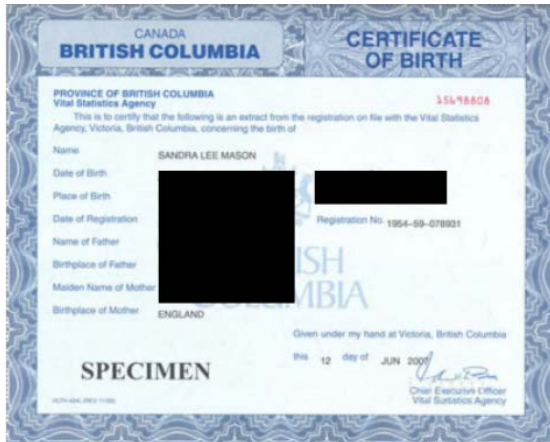 CANADA
BRITISH COLUMBIA
CERTIFICATE
OF BIRTH
PROVINCE OF BRITISH COLUMBIA
Vital Statistics Agency
15698808
This is to certify that the following is an extract from the registration on file with the Vital Statistics
Agency, Victoria, British Columbia, concerning the birth of
Name SANDRA LEE MASON
Date of Birth
Place of Birth
Date of Registration
Registration No. 1954-59-078931
Name of Father
Birthplace of Father
Maiden Name of Mother
Birthplace of Mother ENGLAND
Given under my hand at Victoria, British Columbia
this 12 day of JUN
SPECIMEN
Chief Executive Officer
Vital Statistics Agency